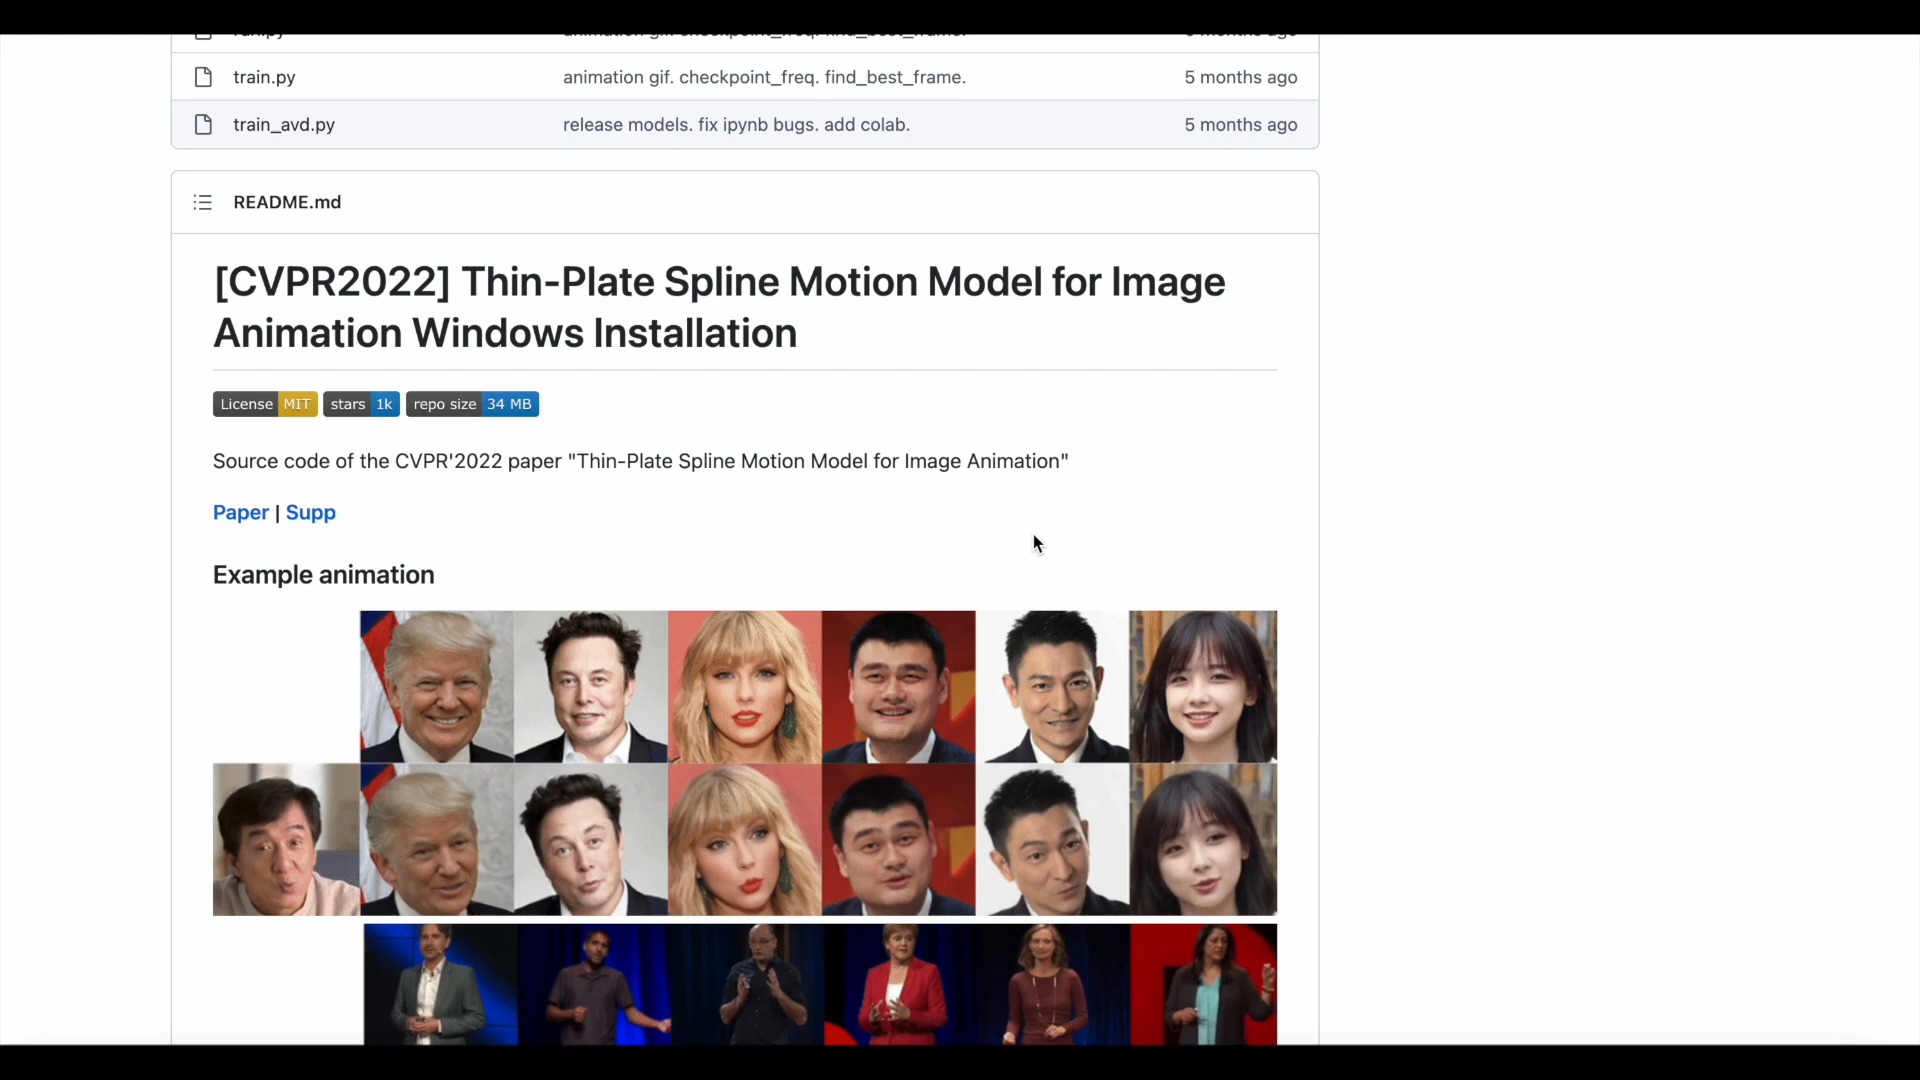 train.py animation gif. checkpoint_freq. find_best_frame. 5 months ago
train_avd.py release models. fix ipynb bugs. add colab. 5 months ago
README.md
[CVPR2022] Thin-Plate Spline Motion Model for Image
Animation Windows Installation
License MIT stars 1k repo size 34 MB
Source code of the CVPR'2022 paper "Thin-Plate Spline Motion Model for Image Animation"
Paper | Supp
Example animation